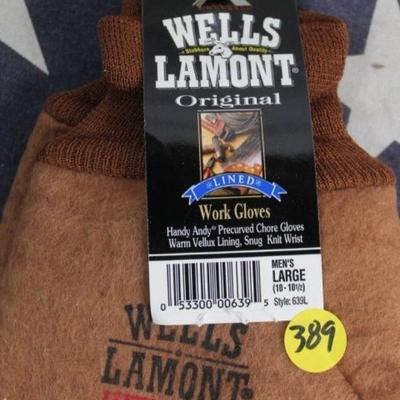 WELLS
Stubborn About Quality
LAMONT®
Original
LINED
Work Gloves
Handy Andy® Precurved Chore Gloves
Warm Vellux Lining, Snug Knit Wrist
MEN'S
LARGE
(10-10½)
Style: 639L
0 53300 00639 5
389
WELLS
LAMONT®